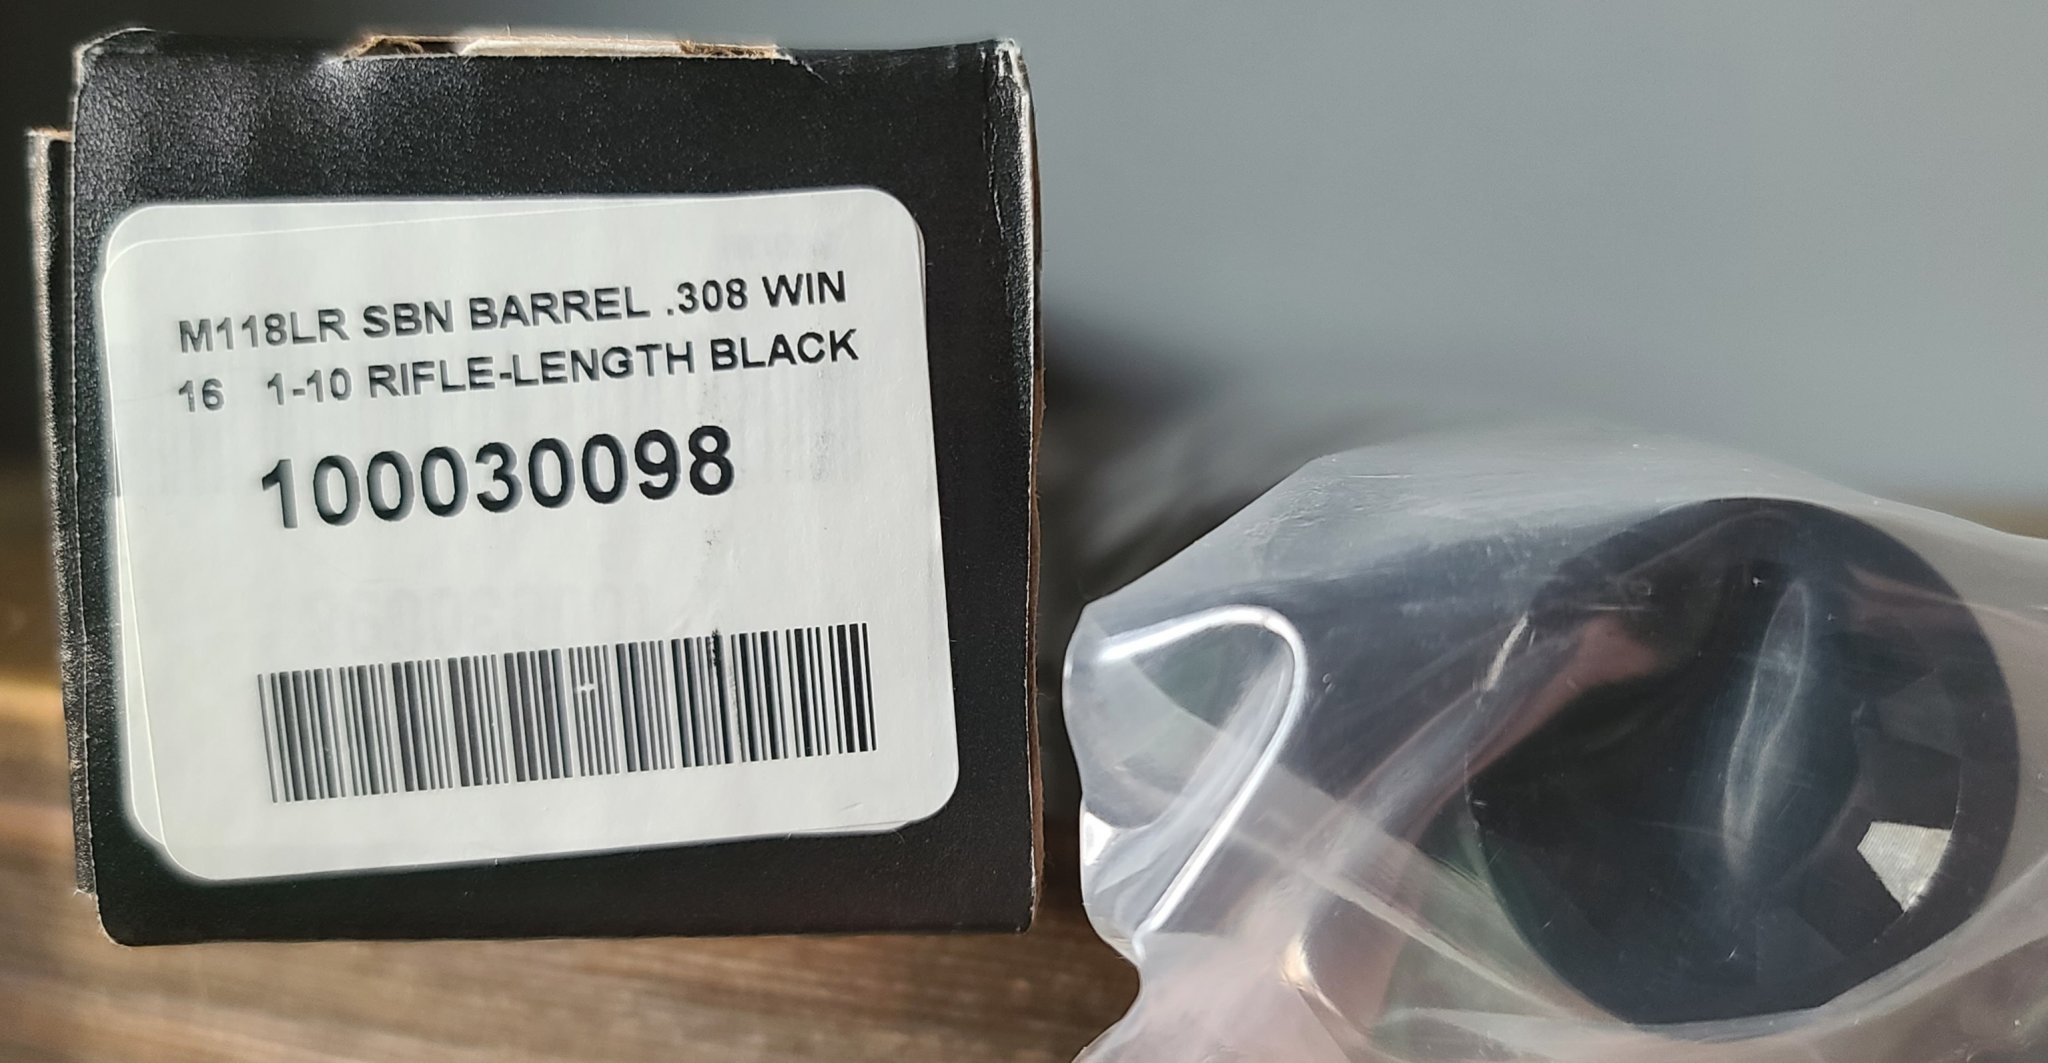 M118LR SBN BARREL .308 WIN
16 1-10 RIFLE-LENGTH BLACK
100030098